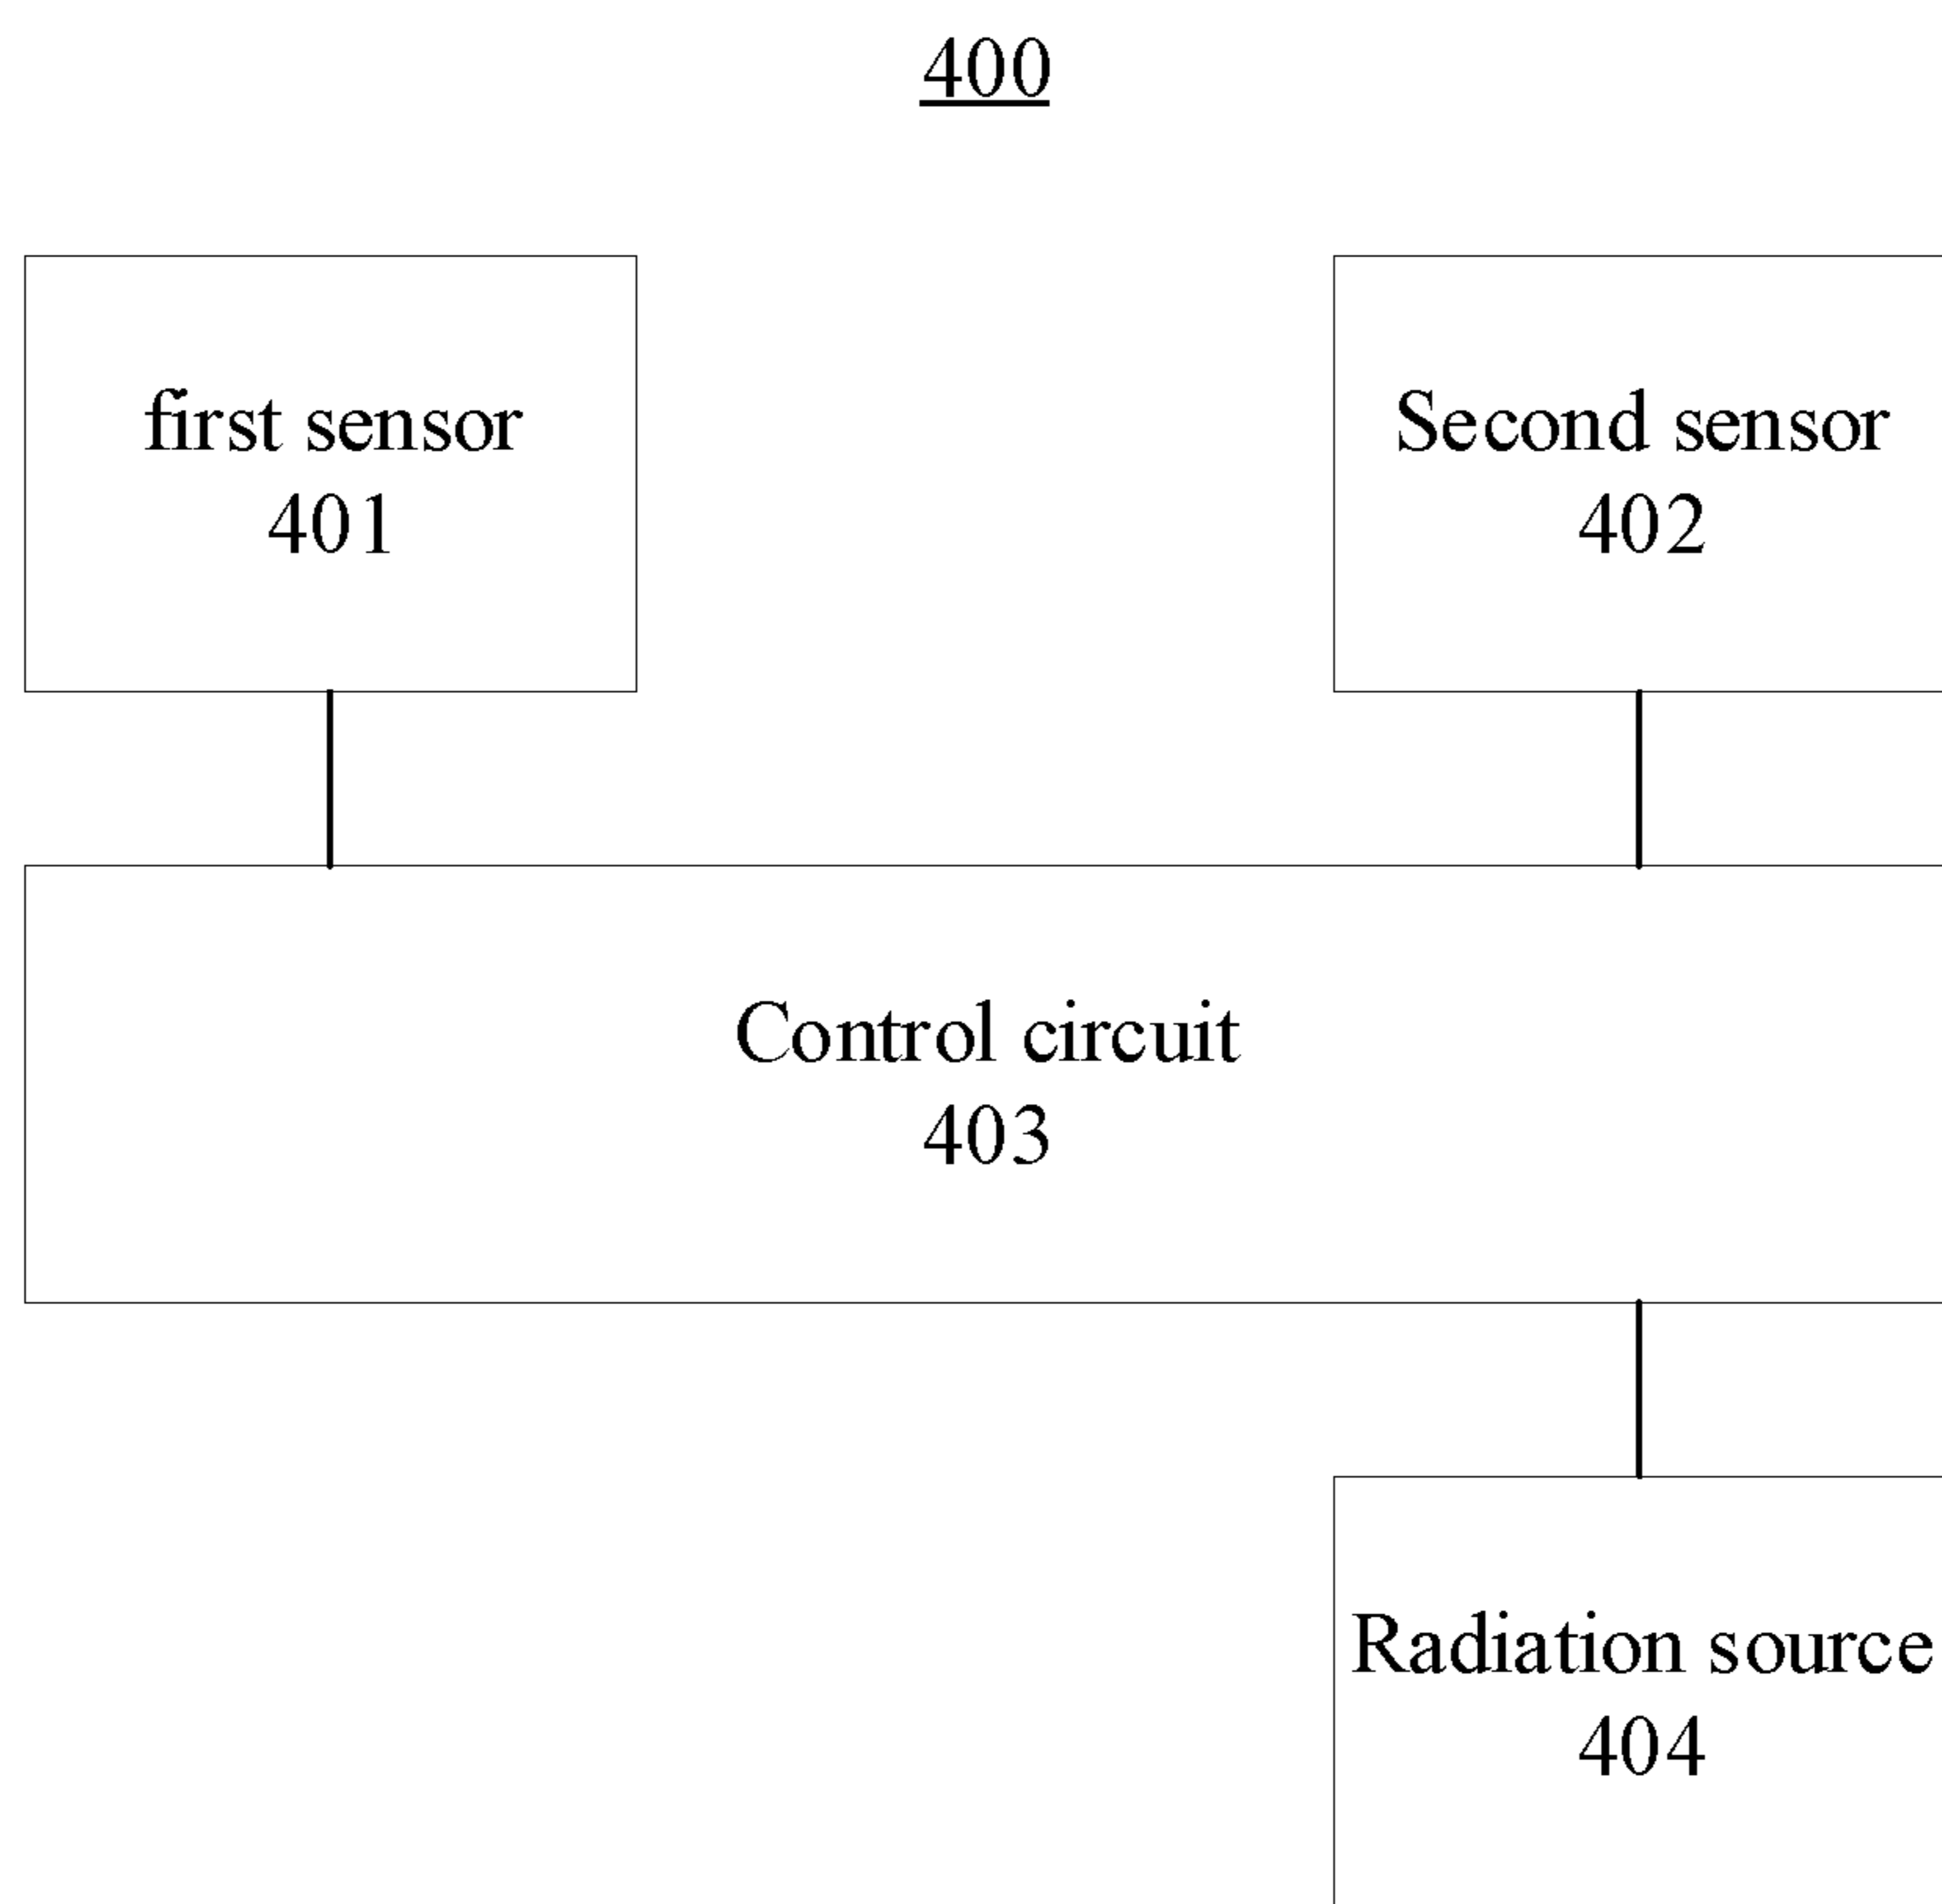 400
first sensor
401
Second sensor
402
Control circuit
403
Radiation source
404